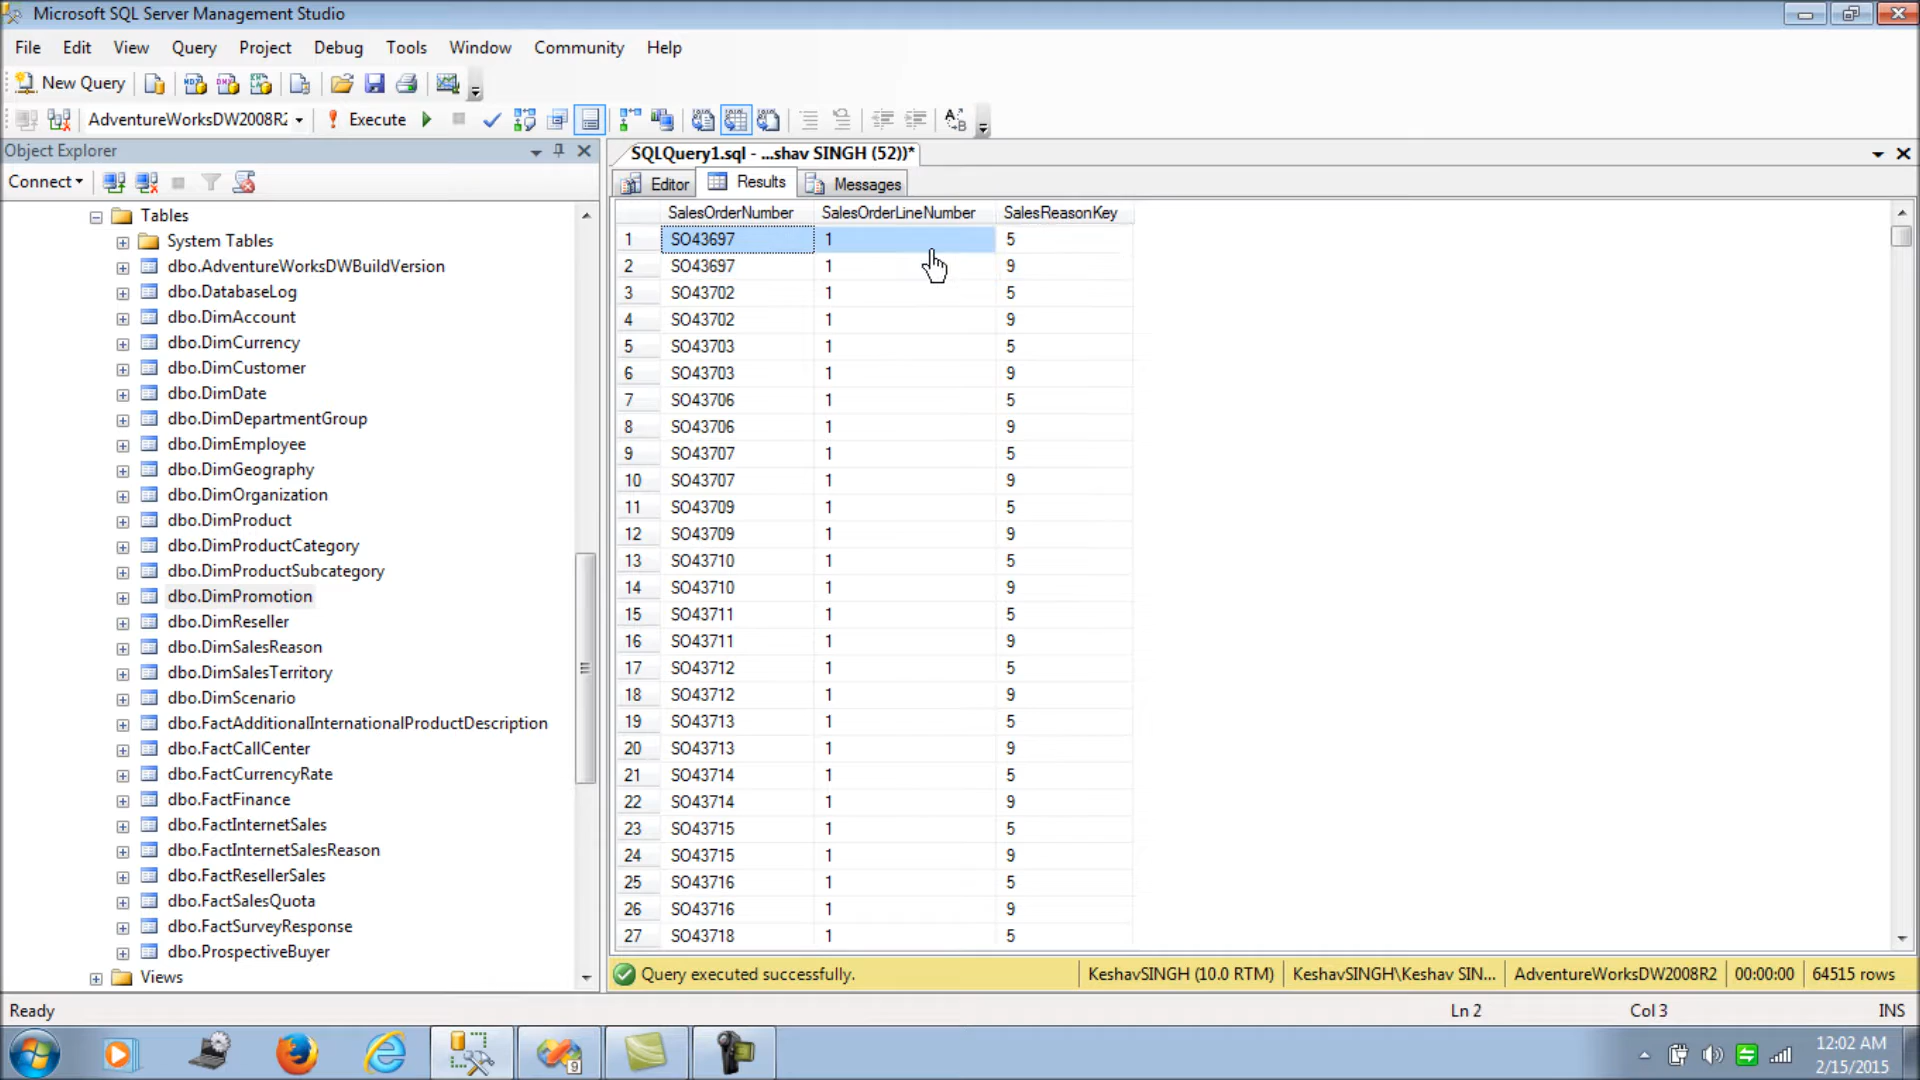 Microsoft SQL Server Management Studio
File Edit View Query Project Debug Tools Window Community Help
New Query
AdventureWorksDW2008R2 Execute
Object Explorer
Connect
Tables
System Tables
dbo.AdventureWorksDWBuildVersion
dbo.DatabaseLog
dbo.DimAccount
dbo.DimCurrency
dbo.DimCustomer
dbo.DimDate
dbo.DimDepartmentGroup
dbo.DimEmployee
dbo.DimGeography
dbo.DimOrganization
dbo.DimProduct
dbo.DimProductCategory
dbo.DimProductSubcategory
dbo.DimPromotion
dbo.DimReseller
dbo.DimSalesReason
dbo.DimSalesTerritory
dbo.DimScenario
dbo.FactAdditionalInternationalProductDescription
dbo.FactCallCenter
dbo.FactCurrencyRate
dbo.FactFinance
dbo.FactInternetSales
dbo.FactInternetSalesReason
dbo.FactResellerSales
dbo.FactSalesQuota
dbo.FactSurveyResponse
dbo.ProspectiveBuyer
Views
SQLQuery1.sql - ...shav SINGH (52))*
Editor Results Messages
SalesOrderNumber SalesOrderLineNumber SalesReasonKey
1 SO43697 1 5
2 SO43697 1 9
3 SO43702 1 5
4 SO43702 1 9
5 SO43703 1 5
6 SO43703 1 9
7 SO43706 1 5
8 SO43706 1 9
9 SO43707 1 5
10 SO43707 1 9
11 SO43709 1 5
12 SO43709 1 9
13 SO43710 1 5
14 SO43710 1 9
15 SO43711 1 5
16 SO43711 1 9
17 SO43712 1 5
18 SO43712 1 9
19 SO43713 1 5
20 SO43713 1 9
21 SO43714 1 5
22 SO43714 1 9
23 SO43715 1 5
24 SO43715 1 9
25 SO43716 1 5
26 SO43716 1 9
27 SO43718 1 5
Query executed successfully. KeshavSINGH (10.0 RTM) KeshavSINGH\Keshav SIN... AdventureWorksDW2008R2 00:00:00 64515 rows
Ready Ln 2 Col 3 INS
9
12:02 AM
2/15/2015